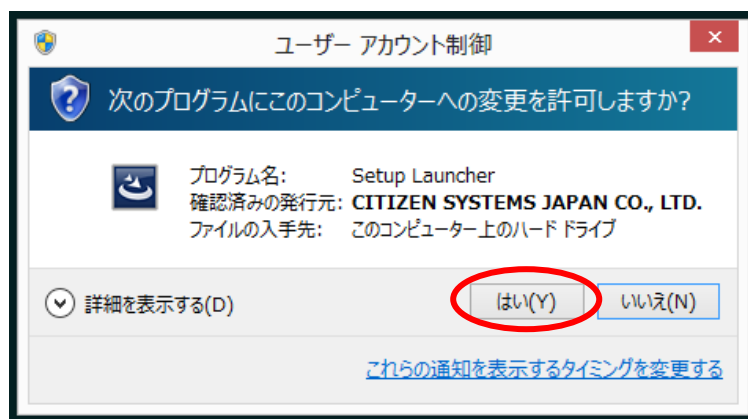 ユーザー アカウント制御
次のプログラムにこのコンピューターへの変更を許可しますか?
プログラム名: Setup Launcher
確認済みの発行元: CITIZEN SYSTEMS JAPAN CO., LTD.
ファイルの入手先: このコンピューター上のハード ドライブ
詳細を表示する(D) はい(Y) いいえ(N)
これらの通知を表示するタイミングを変更する